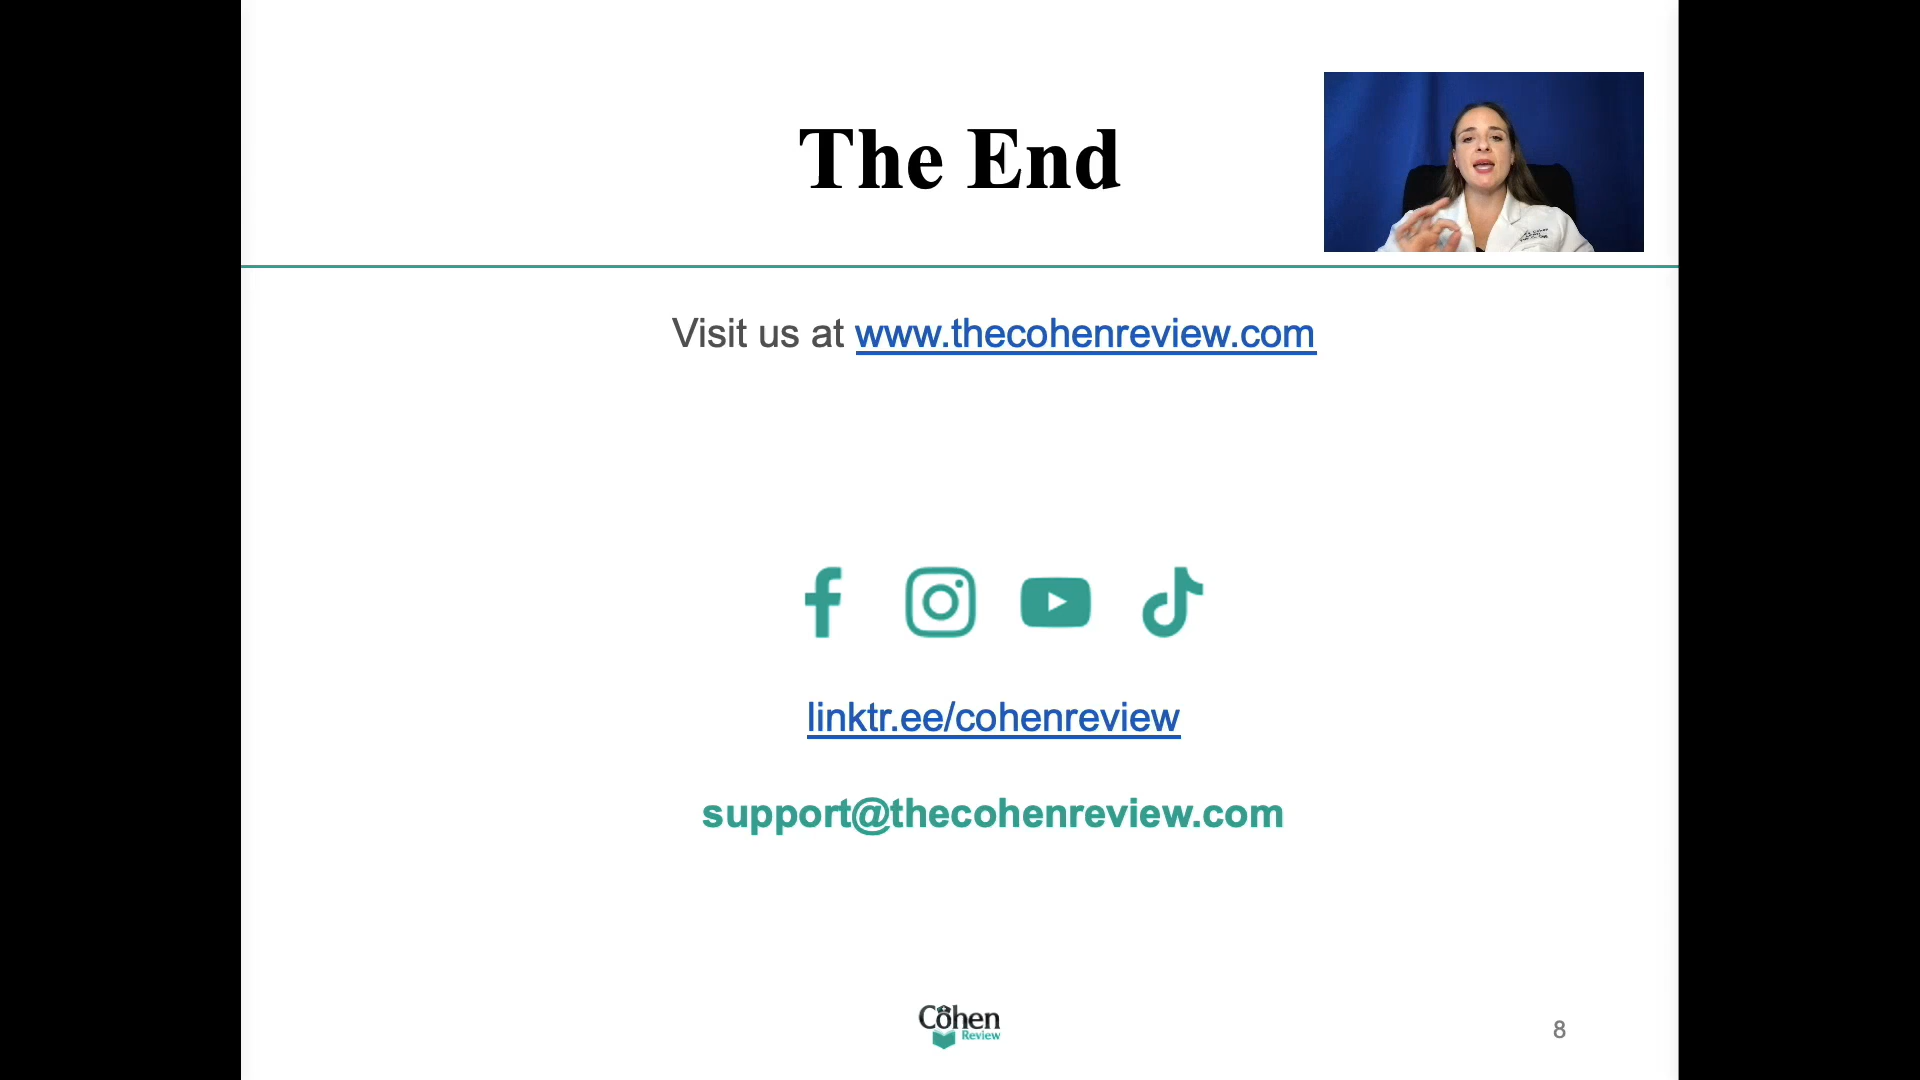 The End
Visit us at www.thecohenreview.com
linktr.ee/cohenreview
support@thecohenreview.com
Cohen
Review
8